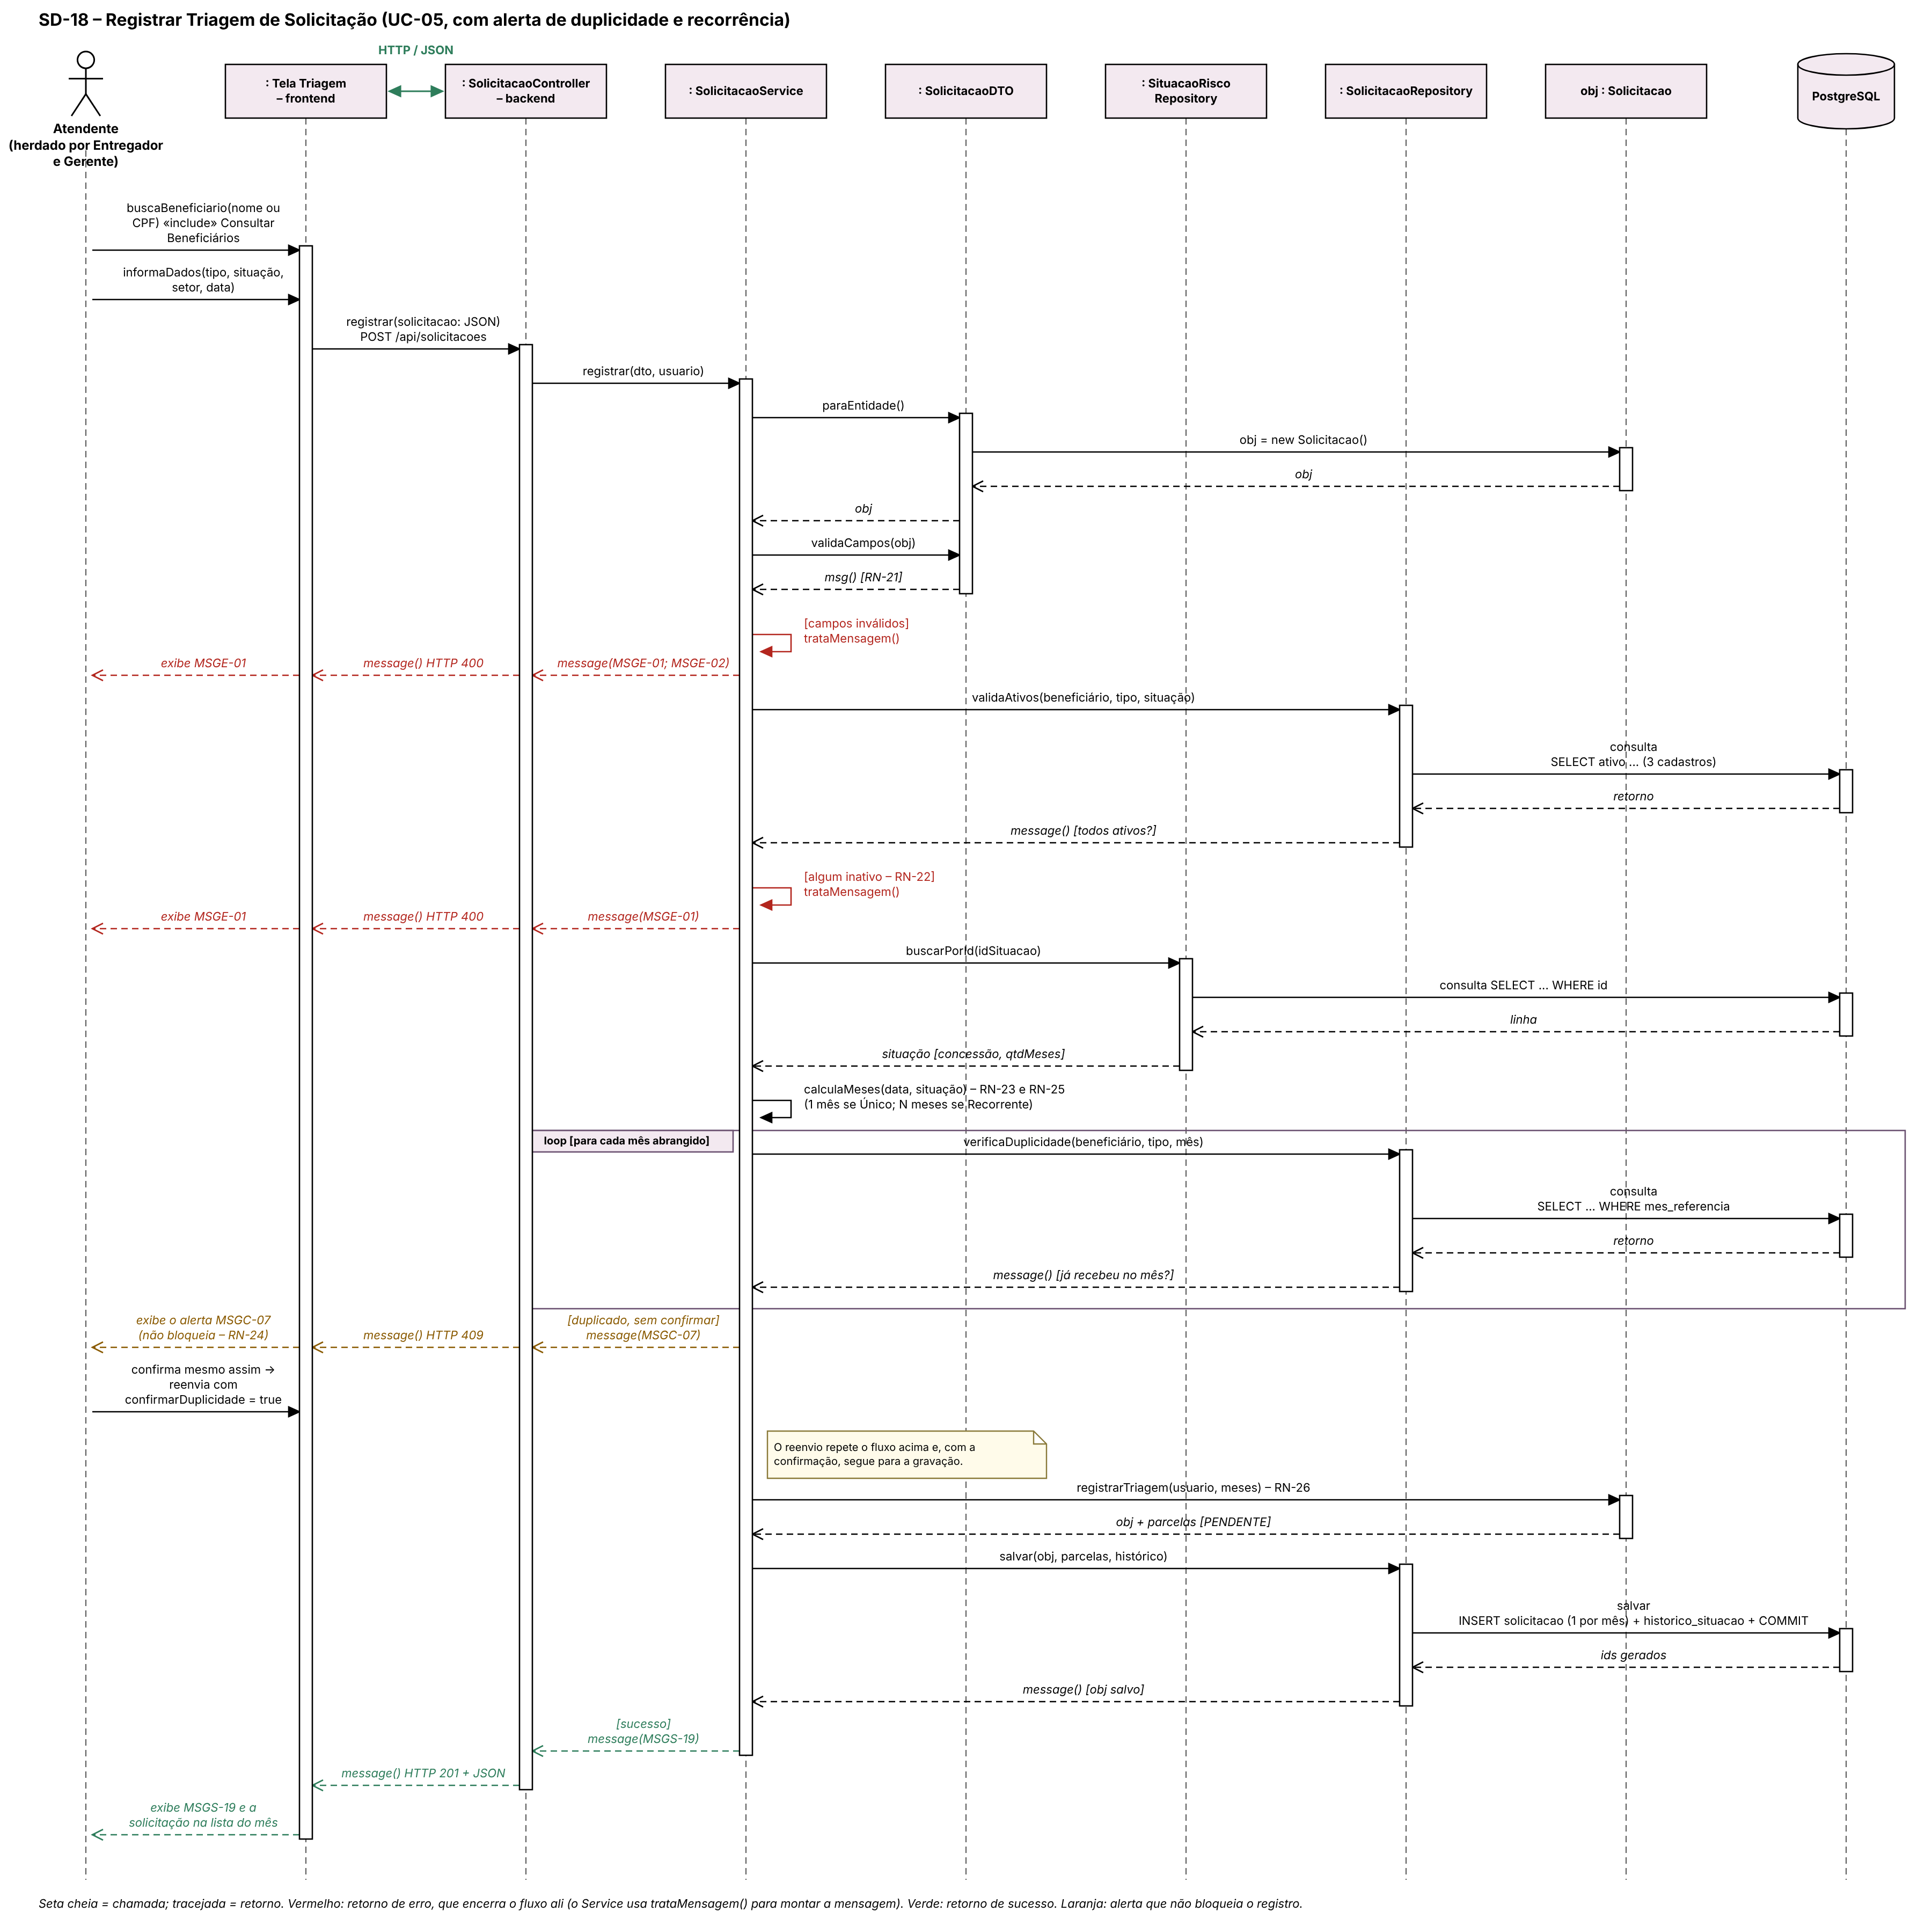 SD-18 – Registrar Triagem de Solicitação (UC-05, com alerta de duplicidade e recorrência)
HTTP / JSON
: Tela Triagem
– frontend
: SolicitacaoController
– backend
: SolicitacaoService
: SolicitacaoDTO
: SituacaoRisco
Repository
: SolicitacaoRepository
obj : Solicitacao
PostgreSQL
Atendente
(herdado por Entregador
e Gerente)
buscaBeneficiario(nome ou
CPF) «include» Consultar
Beneficiários
informaDados(tipo, situação,
setor, data)
registrar(solicitacao: JSON)
POST /api/solicitacoes
registrar(dto, usuario)
paraEntidade()
obj = new Solicitacao()
obj
obj
validaCampos(obj)
msg() [RN-21]
[campos inválidos]
trataMensagem()
exibe MSGE-01
message() HTTP 400
message(MSGE-01; MSGE-02)
validaAtivos(beneficiário, tipo, situação)
consulta
SELECT ativo ... (3 cadastros)
retorno
message() [todos ativos?]
[algum inativo – RN-22]
trataMensagem()
exibe MSGE-01
message() HTTP 400
message(MSGE-01)
buscarPorId(idSituacao)
consulta SELECT ... WHERE id
linha
situação [concessão, qtdMeses]
calculaMeses(data, situação) – RN-23 e RN-25
(1 mês se Único; N meses se Recorrente)
loop [para cada mês abrangido]
verificaDuplicidade(beneficiário, tipo, mês)
consulta
SELECT ... WHERE mes_referencia
retorno
message() [já recebeu no mês?]
exibe o alerta MSGC-07
(não bloqueia – RN-24)
message() HTTP 409
[duplicado, sem confirmar]
message(MSGC-07)
confirma mesmo assim →
reenvia com
confirmarDuplicidade = true
O reenvio repete o fluxo acima e, com a
confirmação, segue para a gravação.
registrarTriagem(usuario, meses) – RN-26
obj + parcelas [PENDENTE]
salvar(obj, parcelas, histórico)
salvar
INSERT solicitacao (1 por mês) + historico_situacao + COMMIT
ids gerados
message() [obj salvo]
[sucesso]
message(MSGS-19)
message() HTTP 201 + JSON
exibe MSGS-19 e a
solicitação na lista do mês
Seta cheia = chamada; tracejada = retorno. Vermelho: retorno de erro, que encerra o fluxo ali (o Service usa trataMensagem() para montar a mensagem). Verde: retorno de sucesso. Laranja: alerta que não bloqueia o registro.